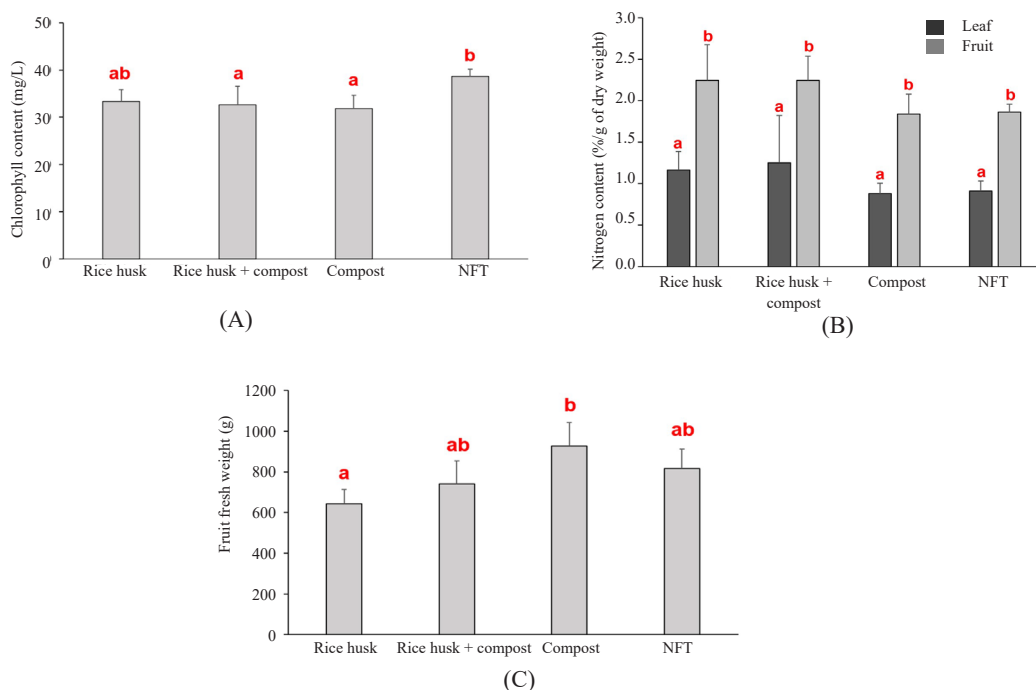 Chlorophyll content (mg/L)
50
40
30
20
10
0
ab
a
a
b
Rice husk
Rice husk + compost
Compost
NFT
(A)
Leaf
Fruit
Nitrogen content (%/g of dry weight)
3.0
2.5
2.0
1.5
1.0
0.5
0.0
a
b
a
b
a
b
a
b
Rice husk
Rice husk +
compost
Compost
NFT
(B)
Fruit fresh weight (g)
1200
1000
800
600
400
200
0
a
ab
b
ab
Rice husk
Rice husk + compost
Compost
NFT
(C)